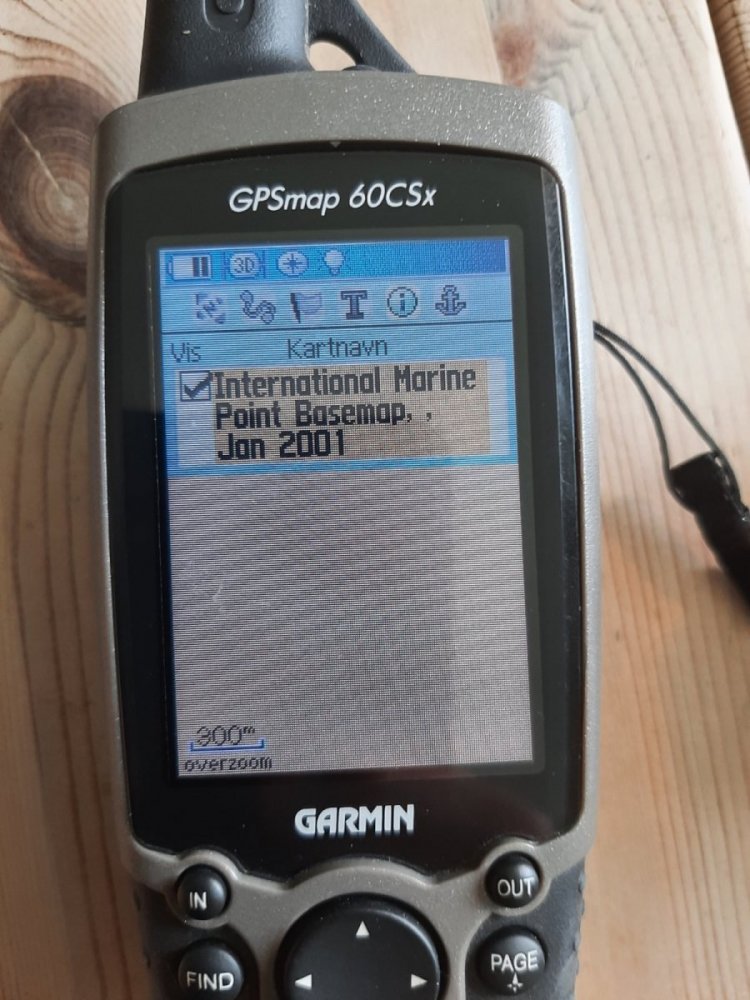 GPSmap 60CSx
3D
T
i
Vis Kartnavn
International Marine
Point Basemap, ,
Jan 2001
300m
overzoom
GARMIN
IN OUT
FIND PAGE